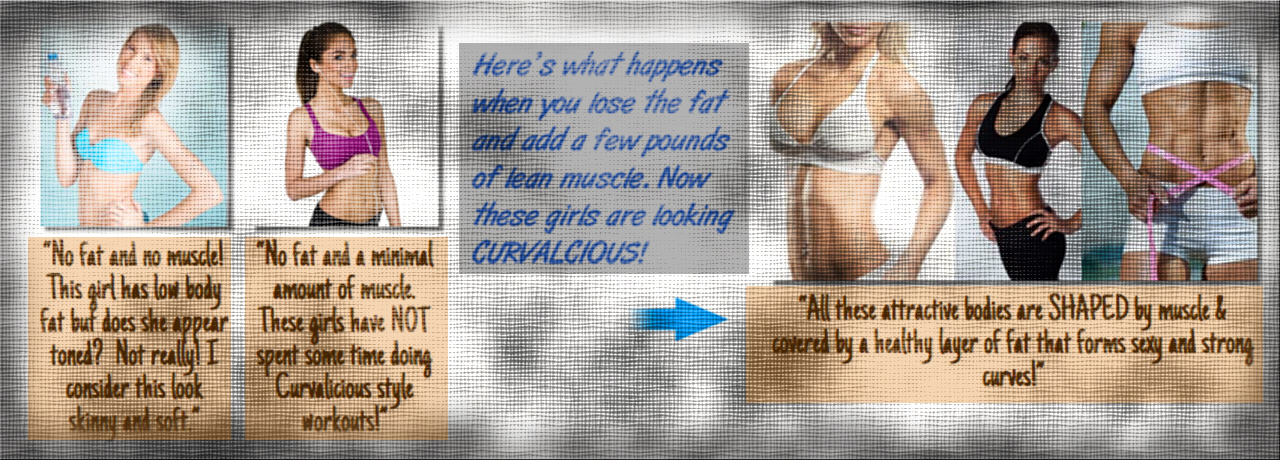 "No fat and no muscle!
This girl has low body
fat but does she appear
toned? Not really! I
consider this look
skinny and soft."
"No fat and a minimal
amount of muscle.
These girls have NOT
spent some time doing
Curvalicious style
workouts!"
Here's what happens
when you lose the fat
and add a few pounds
of lean muscle. Now
these girls are looking
CURVALCIOUS!
"All these attractive bodies are SHAPED by muscle &
covered by a healthy layer of fat that forms sexy and strong
curves!"